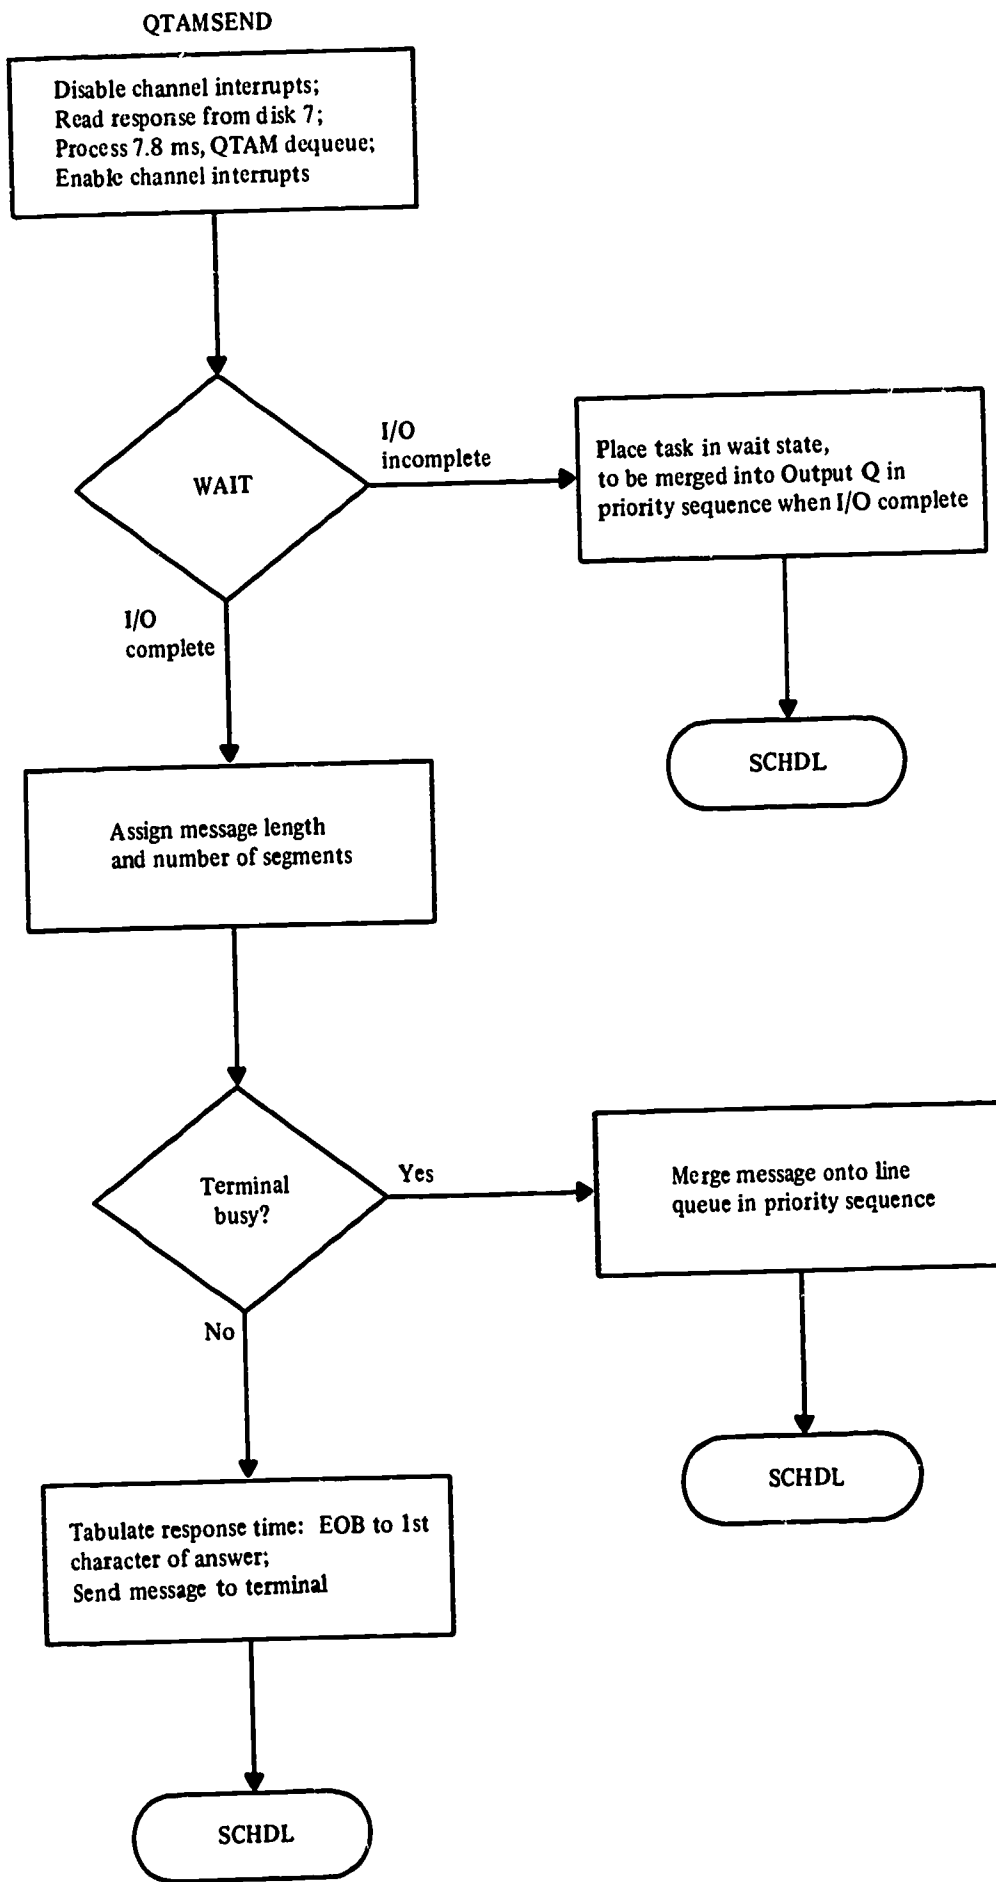 QTAMSEND
Disable channel interrupts;
Read response from disk 7;
Process 7.8 ms, QTAM dequeue;
Enable channel interrupts
WAIT
I/O
incomplete
Place task in wait state,
to be merged into Output Q in
priority sequence when I/O complete
I/O
complete
SCHDL
Assign message length
and number of segments
Terminal
busy?
Yes
Merge message onto line
queue in priority sequence
No
SCHDL
Tabulate response time: EOB to 1st
character of answer;
Send message to terminal
SCHDL